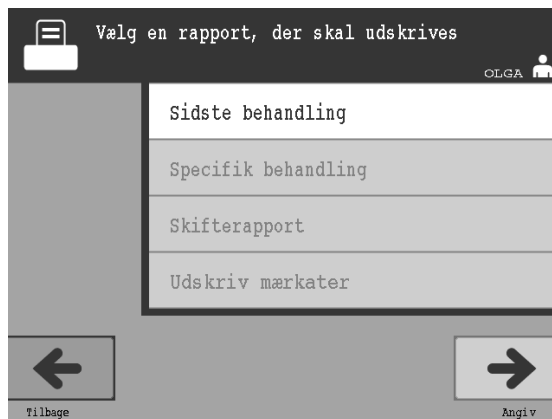 Vælg en rapport, der skal udskrives
OLGA
Sidste behandling
Specifik behandling
Skifterapport
Udskriv mærkater
Tilbage
Angiv